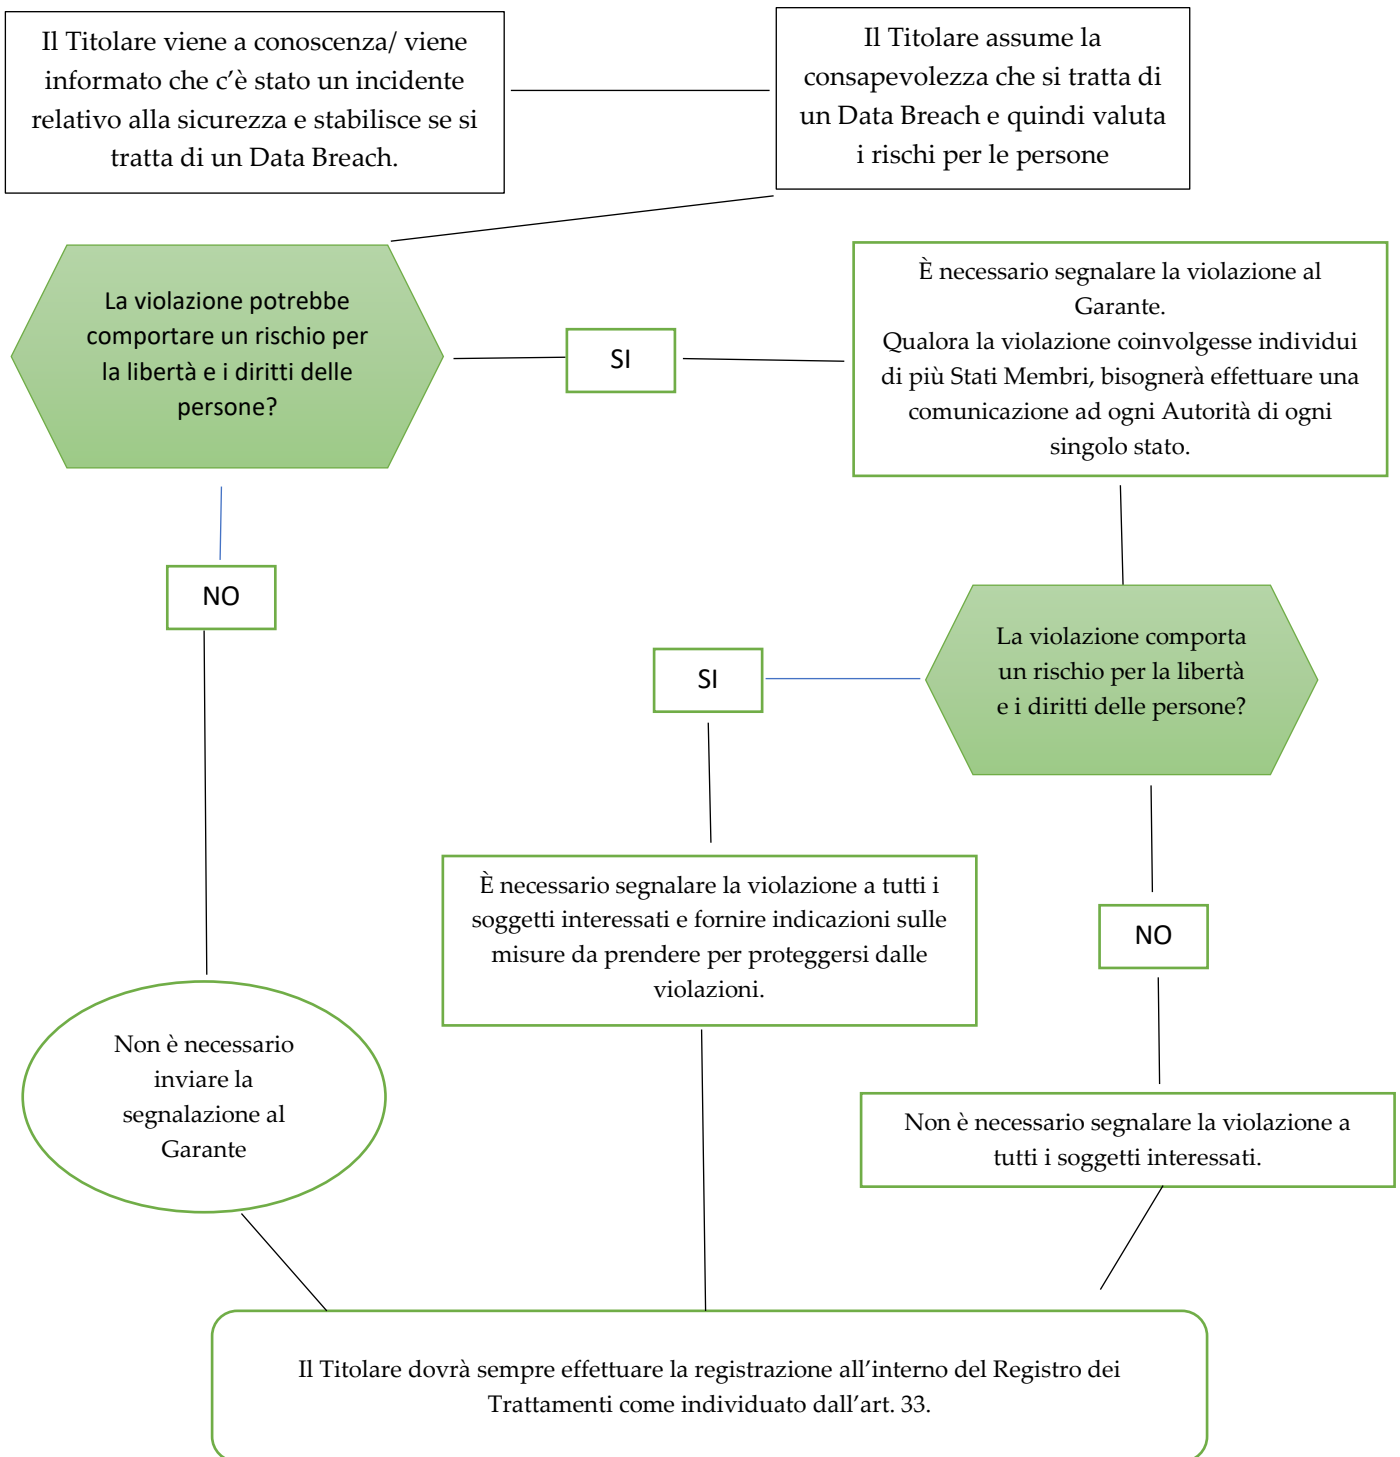 Il Titolare viene a conoscenza/ viene
informato che c’è stato un incidente
relativo alla sicurezza e stabilisce se si
tratta di un Data Breach.
Il Titolare assume la
consapevolezza che si tratta di
un Data Breach e quindi valuta
i rischi per le persone
La violazione potrebbe
comportare un rischio per
la libertà e i diritti delle
persone?
SI
È necessario segnalare la violazione al
Garante.
Qualora la violazione coinvolgesse individui
di più Stati Membri, bisognerà effettuare una
comunicazione ad ogni Autorità di ogni
singolo stato.
NO
SI
La violazione comporta
un rischio per la libertà
e i diritti delle persone?
È necessario segnalare la violazione a tutti i
soggetti interessati e fornire indicazioni sulle
misure da prendere per proteggersi dalle
violazioni.
NO
Non è necessario
inviare la
segnalazione al
Garante
Non è necessario segnalare la violazione a
tutti i soggetti interessati.
Il Titolare dovrà sempre effettuare la registrazione all’interno del Registro dei
Trattamenti come individuato dall’art. 33.